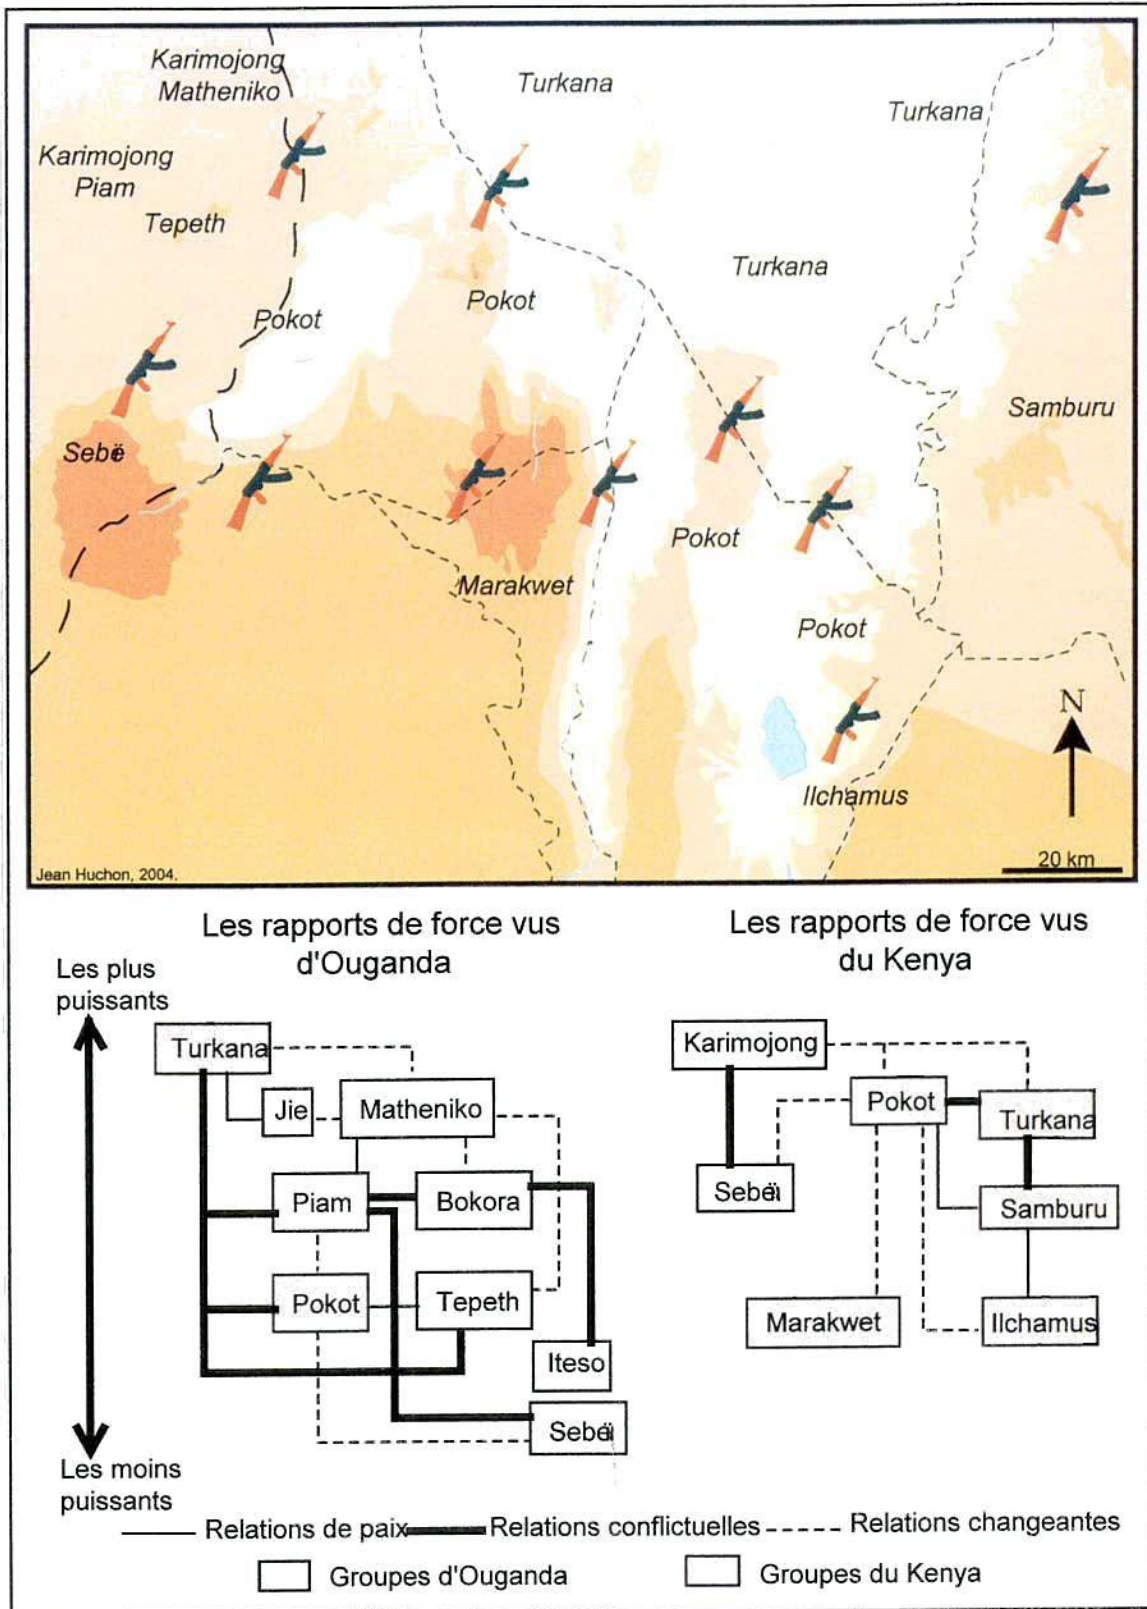 Karimojong
Matheniko
Turkana
Turkana
Karimojong
Piam
Tepeth
Turkana
Pokot
Pokot
Samburu
Sebeï
Pokot
Marakwet
Pokot
N
Ilchamus
20 km
Jean Huchon, 2004.
Les rapports de force vus
d'Ouganda
Les rapports de force vus
du Kenya
Les plus
puissants
Turkana
Jie
Matheniko
Piam
Bokora
Pokot
Tepeth
Iteso
Sebeï
Karimojong
Pokot
Turkana
Sebeï
Samburu
Marakwet
Ilchamus
Les moins
puissants
Relations de paix
Relations conflictuelles
Relations changeantes
Groupes d'Ouganda
Groupes du Kenya